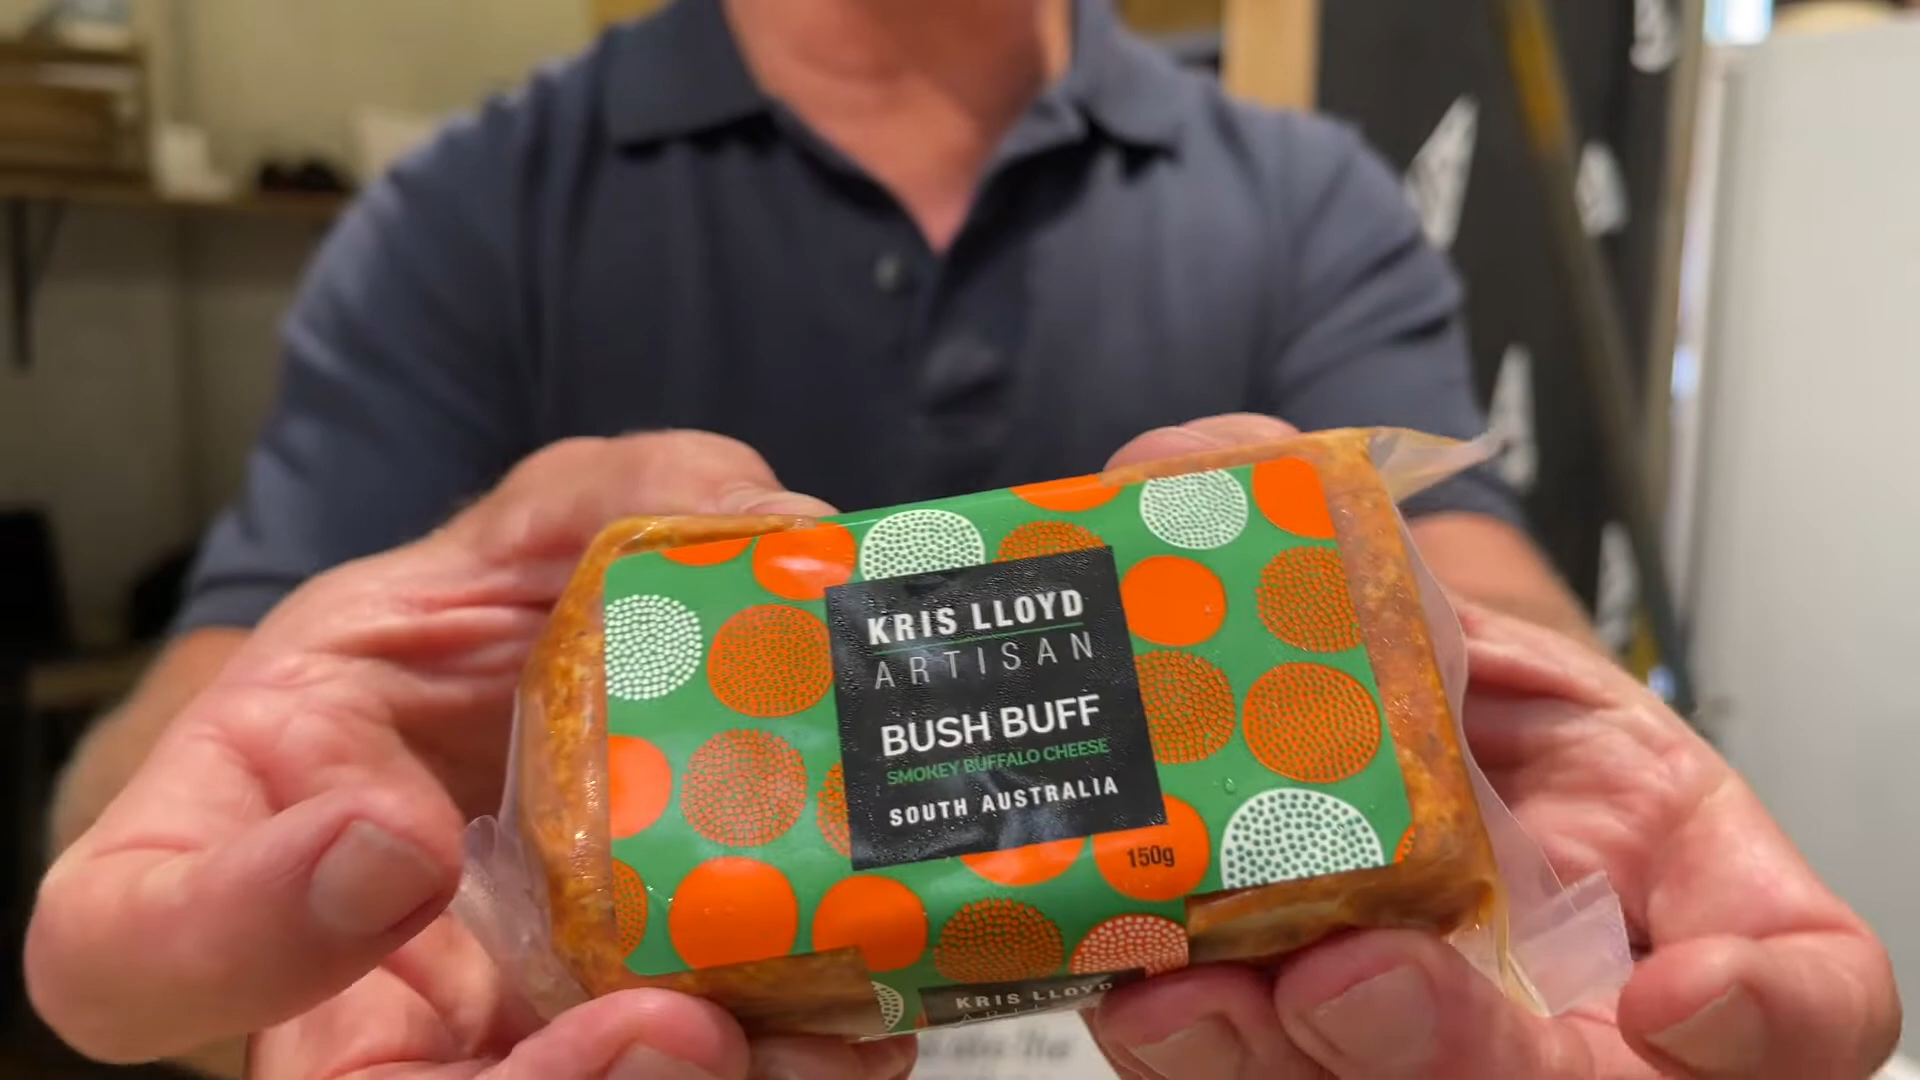 KRIS LLOYD
ARTISAN
BUSH BUFF
SMOKEY BUFFALO CHEESE
SOUTH AUSTRALIA
150g
KRIS LLOYD